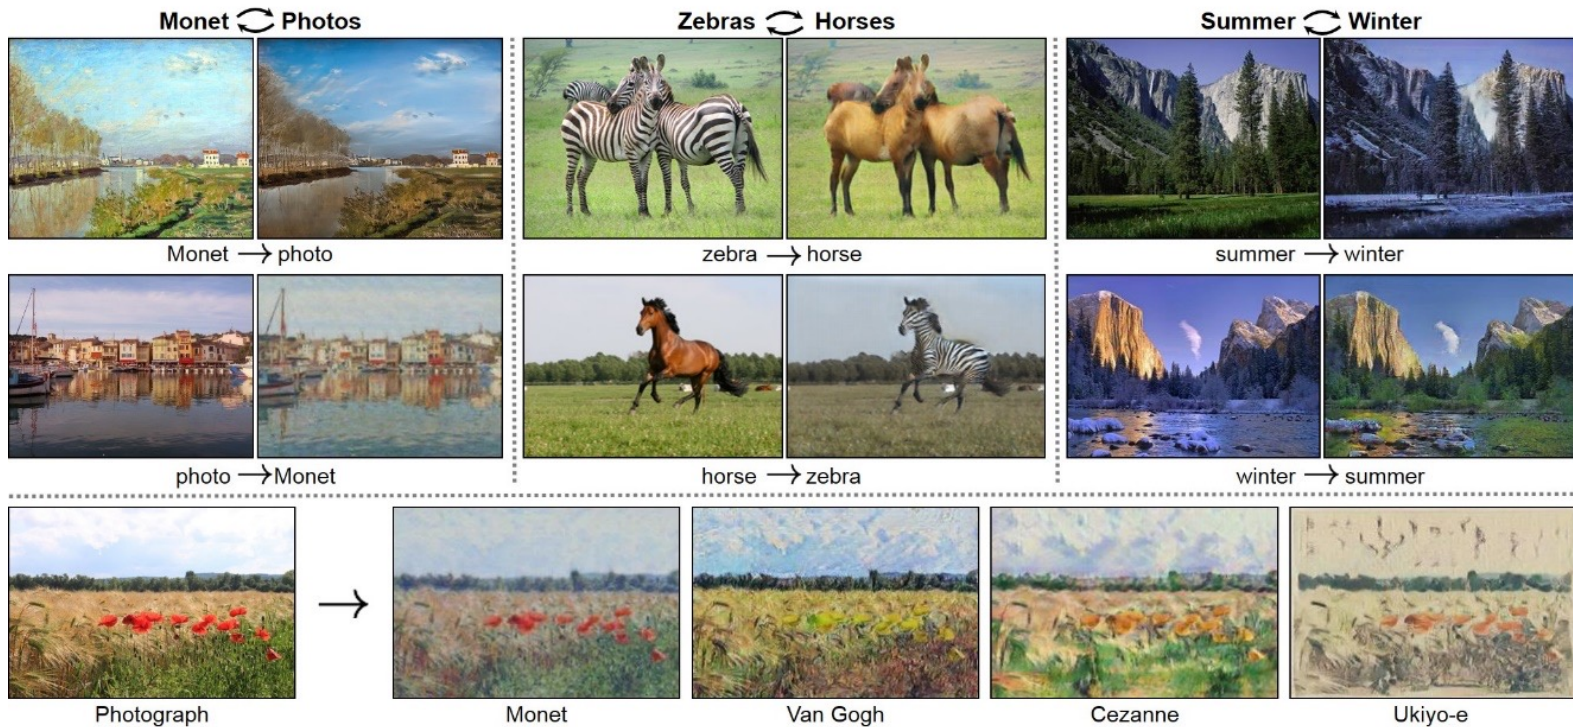 Monet Photos
Zebras Horses
Summer Winter
Monet → photo
zebra → horse
summer → winter
photo → Monet
horse → zebra
winter → summer
Photograph
Monet
Van Gogh
Cezanne
Ukiyo-e